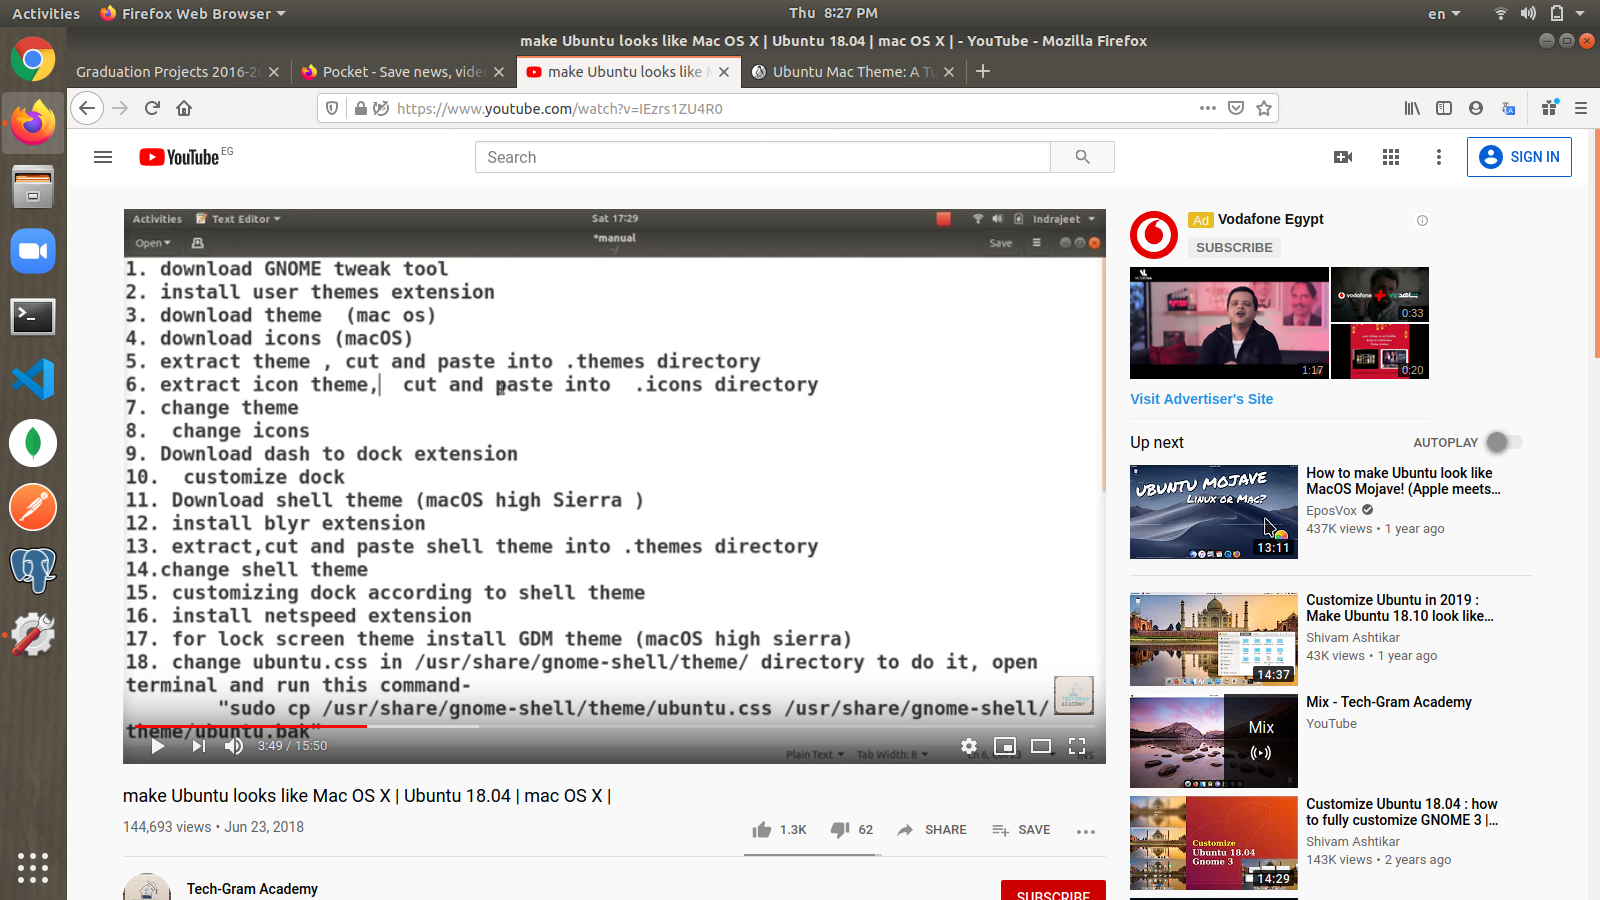 Activities Firefox Web Browser Thu 8:27 PM en
make Ubuntu looks like Mac OS X | Ubuntu 18.04 | mac OS X | - YouTube - Mozilla Firefox
Graduation Projects 2016-20 Pocket - Save news, vide make Ubuntu looks like M Ubuntu Mac Theme: A Tu
https://www.youtube.com/watch?v=IEzrs1ZU4R0
YouTube EG Search SIGN IN
Activities Text Editor Sat 17:29 Indrajeet
Open *manual Save
~/
1. download GNOME tweak tool
2. install user themes extension
3. download theme (mac os)
4. download icons (macOS)
5. extract theme , cut and paste into .themes directory
6. extract icon theme, cut and paste into .icons directory
7. change theme
8. change icons
9. Download dash to dock extension
10. customize dock
11. Download shell theme (macOS high Sierra )
12. install blyr extension
13. extract,cut and paste shell theme into .themes directory
14.change shell theme
15. customizing dock according to shell theme
16. install netspeed extension
17. for lock screen theme install GDM theme (macOS high sierra)
18. change ubuntu.css in /usr/share/gnome-shell/theme/ directory to do it, open
terminal and run this command-
"sudo cp /usr/share/gnome-shell/theme/ubuntu.css /usr/share/gnome-shell/
theme/ubuntu.bak"
TECH-GRAM
ACADEMY
3:49 / 15:50
Plain Text Tab Width: 8 INS
make Ubuntu looks like Mac OS X | Ubuntu 18.04 | mac OS X |
144,693 views • Jun 23, 2018
1.3K 62 SHARE SAVE
Tech-Gram Academy
SUBSCRIBE
Ad Vodafone Egypt
SUBSCRIBE
1:17
vodafone شاهد vip
0:33
0:20
Visit Advertiser's Site
Up next AUTOPLAY
UBUNTU MOJAVE
LINUX OR MAC?
13:11
How to make Ubuntu look like
MacOS Mojave! (Apple meets...
EposVox
437K views • 1 year ago
14:37
Customize Ubuntu in 2019 :
Make Ubuntu 18.10 look like...
Shivam Ashtikar
43K views • 1 year ago
Mix
Mix - Tech-Gram Academy
YouTube
Customize
Ubuntu 18.04
Gnome 3
14:29
Customize Ubuntu 18.04 : how
to fully customize GNOME 3 |...
Shivam Ashtikar
143K views • 2 years ago